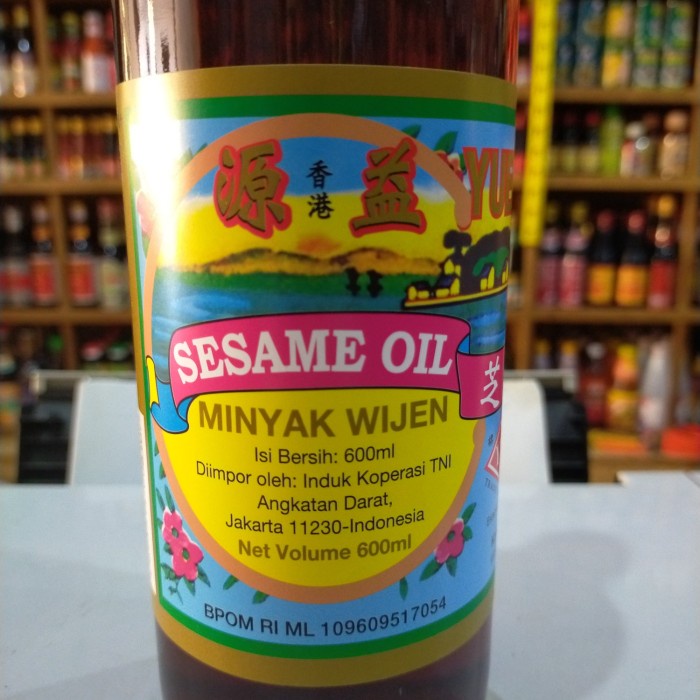 源 香港 益
SESAME OIL
芝
MINYAK WIJEN
Isi Bersih: 600ml
Diimpor oleh: Induk Koperasi TNI
Angkatan Darat,
Jakarta 11230-Indonesia
Net Volume 600ml
BPOM RI ML 109609517054